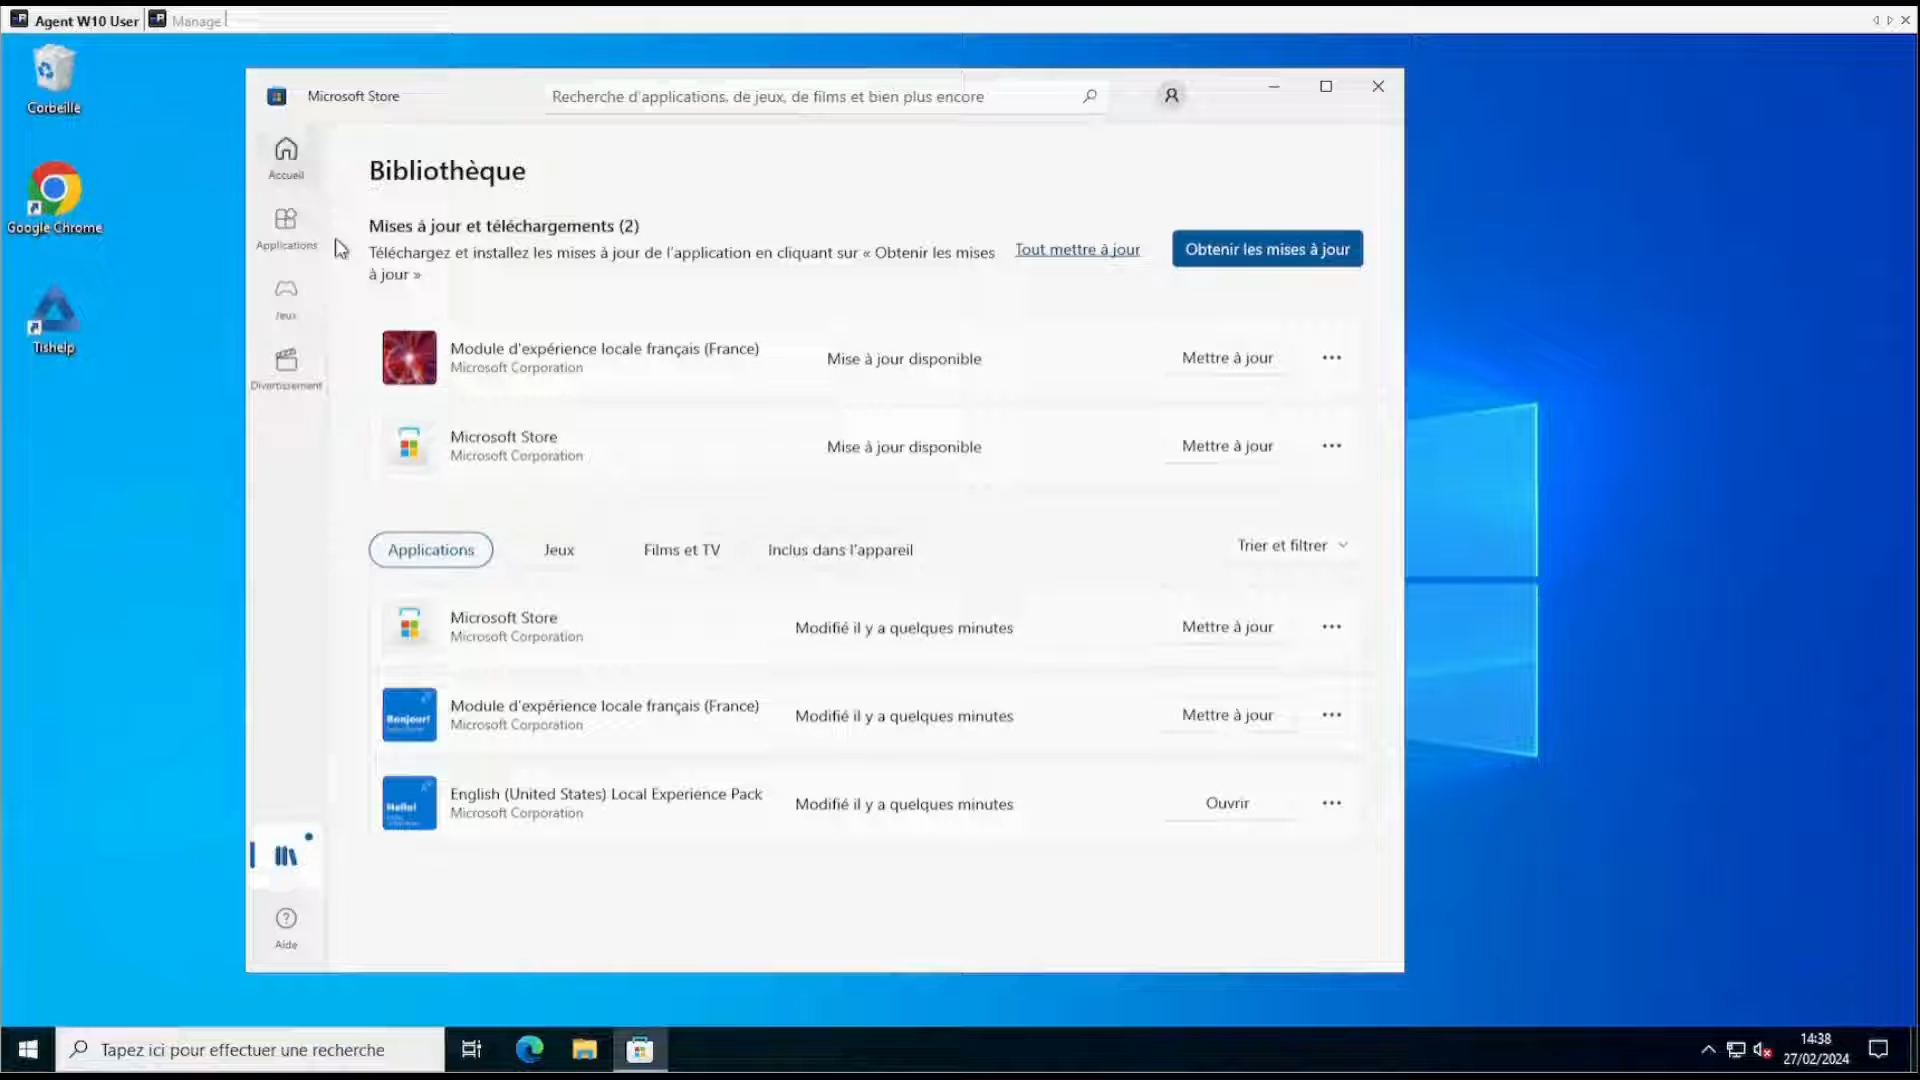 Agent W10 User
Manage
Corbeille
Google Chrome
Tishelp
Microsoft Store
Recherche d'applications, de jeux, de films et bien plus encore
Accueil
Applications
Jeux
Divertissement
Aide
Bibliothèque
Mises à jour et téléchargements (2)
Téléchargez et installez les mises à jour de l'application en cliquant sur « Obtenir les mises
à jour »
Tout mettre à jour
Obtenir les mises à jour
Module d'expérience locale français (France)
Microsoft Corporation
Mise à jour disponible
Mettre à jour
Microsoft Store
Microsoft Corporation
Mise à jour disponible
Mettre à jour
Applications
Jeux
Films et TV
Inclus dans l'appareil
Trier et filtrer
Microsoft Store
Microsoft Corporation
Modifié il y a quelques minutes
Mettre à jour
Bonjour!
Module d'expérience locale français (France)
Microsoft Corporation
Modifié il y a quelques minutes
Mettre à jour
Hello!
English (United States) Local Experience Pack
Microsoft Corporation
Modifié il y a quelques minutes
Ouvrir
Tapez ici pour effectuer une recherche
14:38
27/02/2024